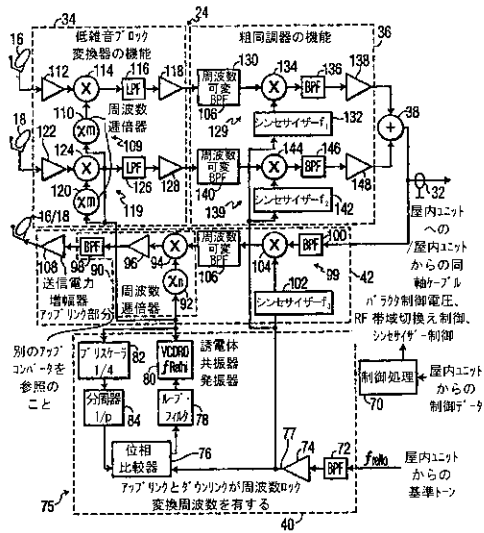 34
24
低雑音ブロック
変換器の機能
粗同調器の機能
36
16
112
114
116
118
130
134
136
138
LPF
周波数
可変
BPF
BPF
110
周波数
逓倍器
106
132
Xm
109
129
シンセサイザーf₁
38
18
122
124
144
146
LPF
周波数
可変
BPF
BPF
120
126
128
140
148
Xm
119
139
142
シンセサイザーf₂
32
16/18
屋内ユニット
への
/屋内ユニット
からの同
軸ケーブル
108
98
BPF
96
94
周波数
可変
BPF
106
104
100
BPF
99
42
送信電力
増幅器
90
Xn
92
102
シンセサイザーf₃
アップリンク部分
周波数
逓倍器
バラクタ制御電圧、
RF帯域切換え制御、
シンセサイザー制御
別のアップ
コンバータを
参照の
こと
プリスケーラ
1/4
82
VCDRO
fRehi
80
誘電体
共振器
発振器
制御処理
70
屋内ユニット
からの
制御データ
分周器
1/p
84
ループ・
フィルタ
78
位相
比較器
76
77
74
72
BPF
屋内ユニット
からの
基準トーン
75
アップリンクとダウンリンクが周波数ロック
変換周波数を有する
40